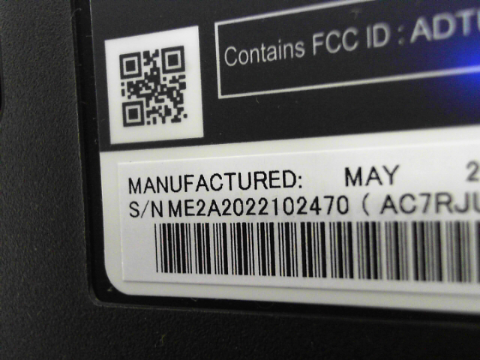 Contains FCC ID : ADTU
MANUFACTURED: MAY 2
S/N ME2A2022102470 ( AC7RJU